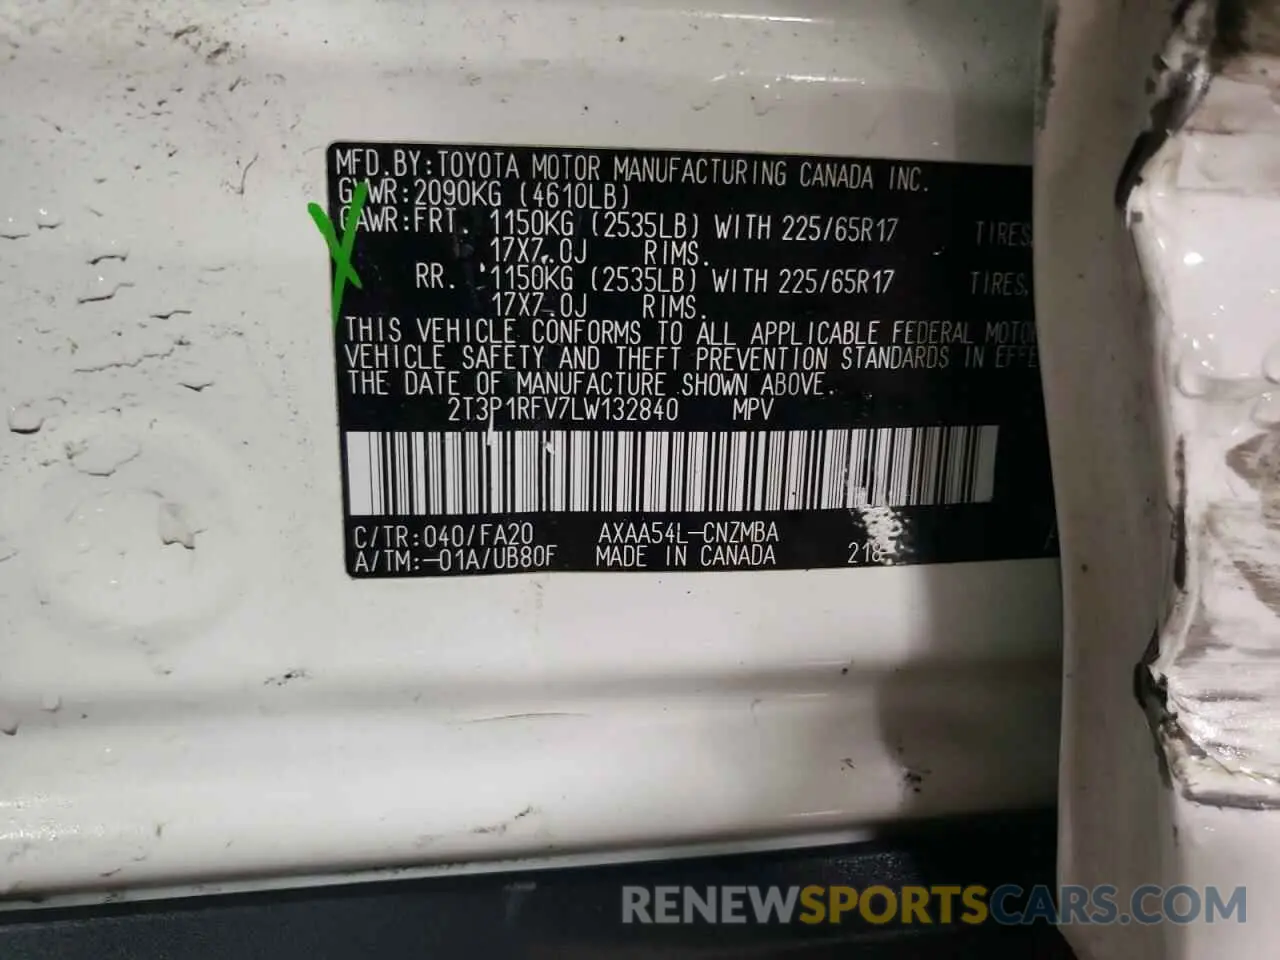 MFD.BY:TOYOTA MOTOR MANUFACTURING CANADA INC.
GVWR:2090KG (4610LB)
GAWR:FRT. 1150KG (2535LB) WITH 225/65R17 TIRES,
17X7.0J RIMS.
RR. 1150KG (2535LB) WITH 225/65R17 TIRES,
17X7.0J RIMS.
THIS VEHICLE CONFORMS TO ALL APPLICABLE FEDERAL MOTOR
VEHICLE SAFETY AND THEFT PREVENTION STANDARDS IN EFFE
THE DATE OF MANUFACTURE SHOWN ABOVE.
2T3P1RFV7LW132840 MPV
C/TR:040/FA20 AXAA54L-CNZMBA
A/TM:-01A/UB80F MADE IN CANADA 218
RENEWSPORTSCARS.COM